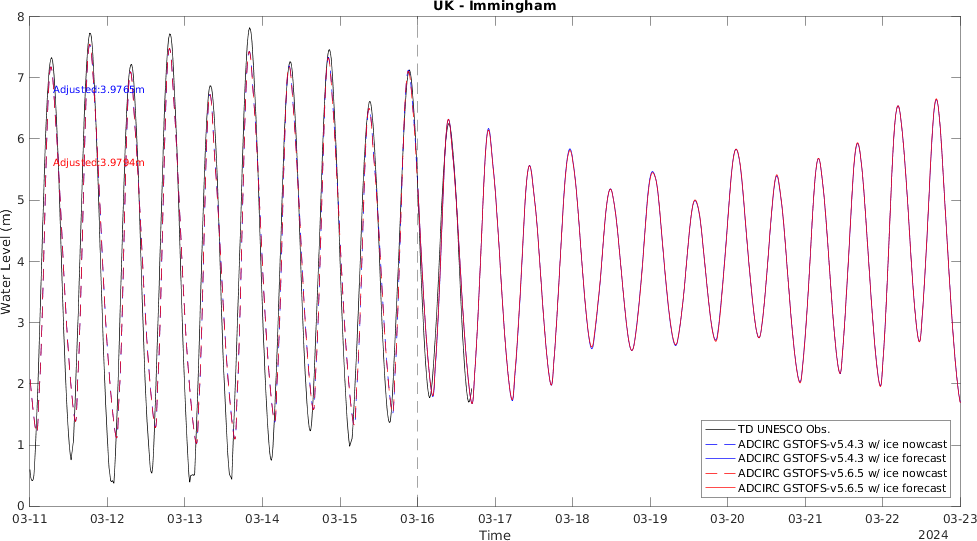 UK - Immingham
8
7
6
5
4
3
2
1
0
Water Level (m)
Adjusted:3.9765m
Adjusted:3.9794m
TD UNESCO Obs.
ADCIRC GSTOFS-v5.4.3 w/ ice nowcast
ADCIRC GSTOFS-v5.4.3 w/ ice forecast
ADCIRC GSTOFS-v5.6.5 w/ ice nowcast
ADCIRC GSTOFS-v5.6.5 w/ ice forecast
03-11 03-12 03-13 03-14 03-15 03-16 03-17 03-18 03-19 03-20 03-21 03-22 03-23
Time
2024